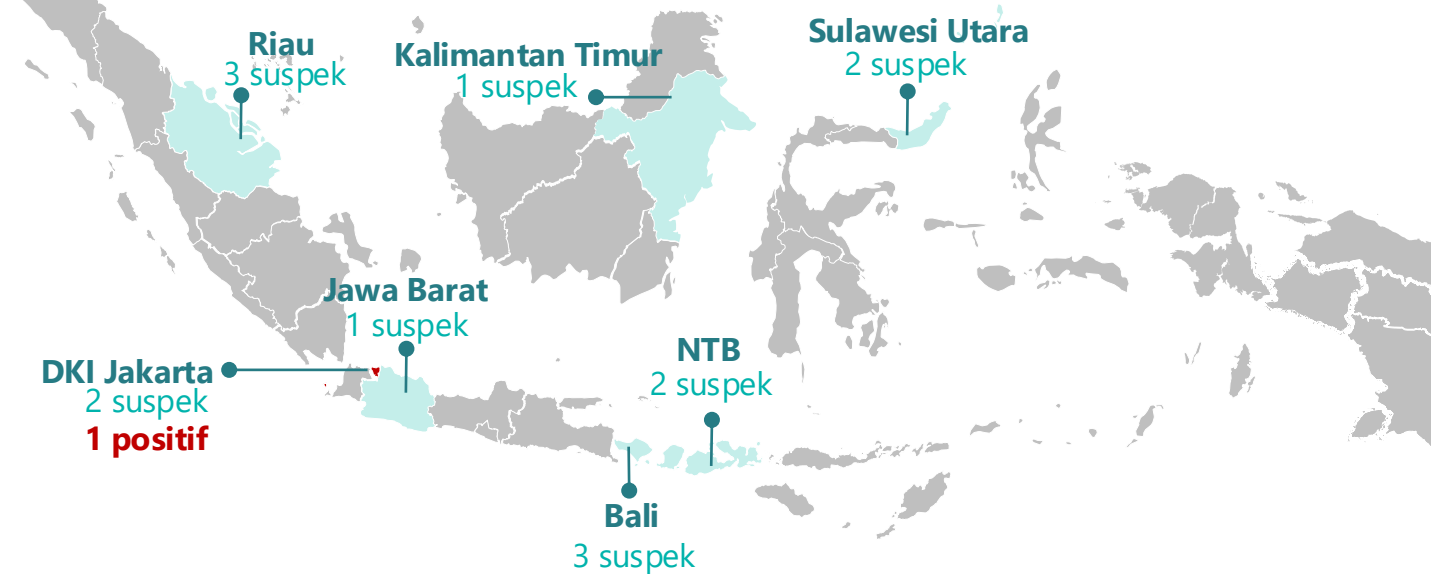 Riau
3 suspek
Kalimantan Timur
1 suspek
Sulawesi Utara
2 suspek
Jawa Barat
1 suspek
DKI Jakarta
2 suspek
1 positif
NTB
2 suspek
Bali
3 suspek